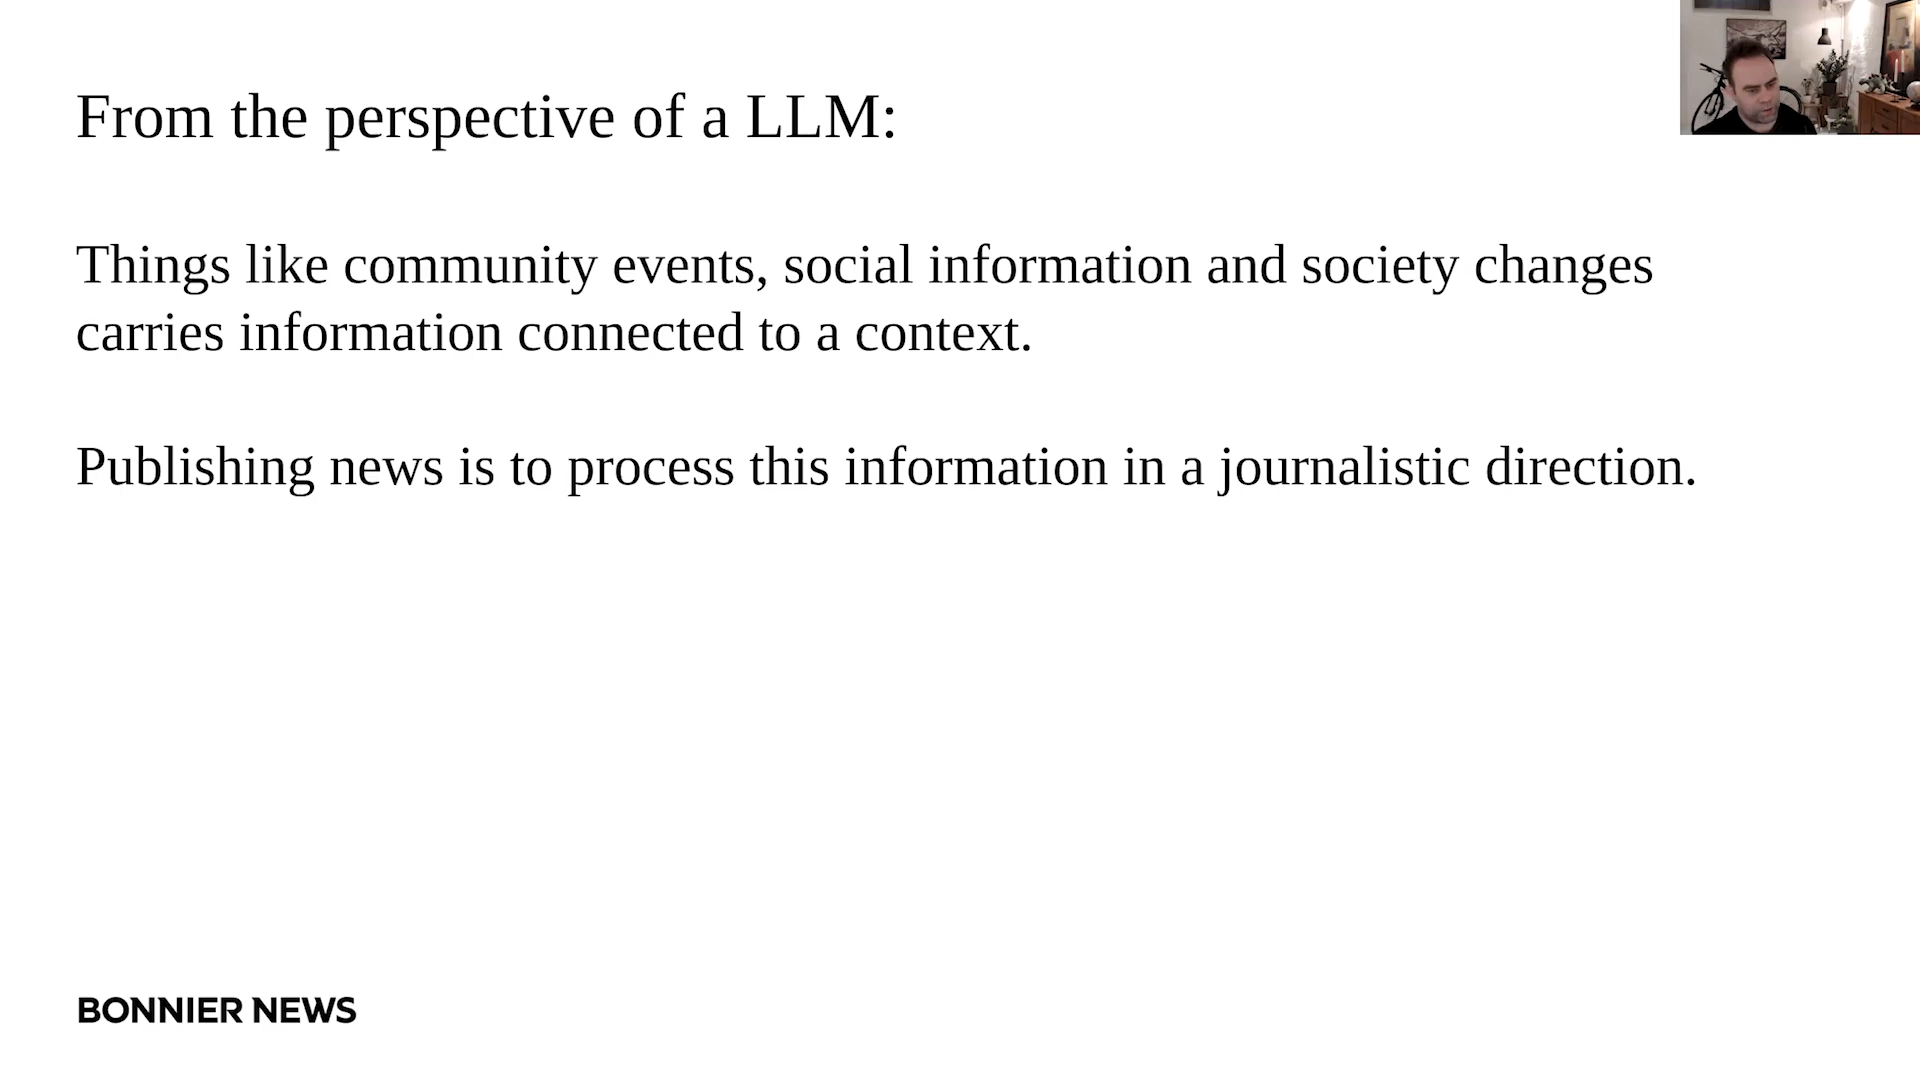 From the perspective of a LLM:
Things like community events, social information and society changes
carries information connected to a context.
Publishing news is to process this information in a journalistic direction.
BONNIER NEWS